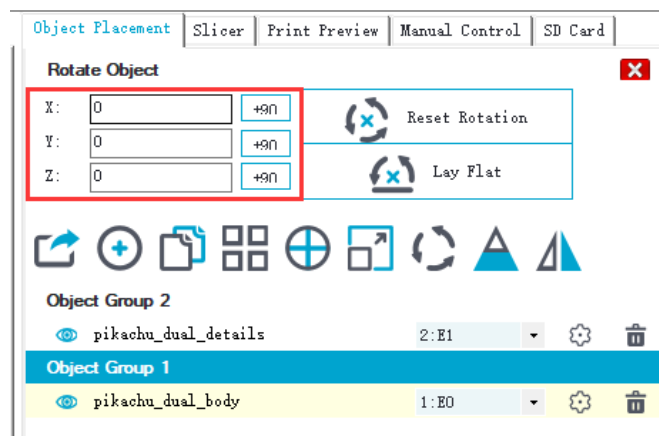 Object Placement Slicer Print Preview Manual Control SD Card
Rotate Object
X: 0 +90
Reset Rotation
Y: 0 +90
Lay Flat
Z: 0 +90
Object Group 2
pikachu_dual_details 2:E1
Object Group 1
pikachu_dual_body 1:E0